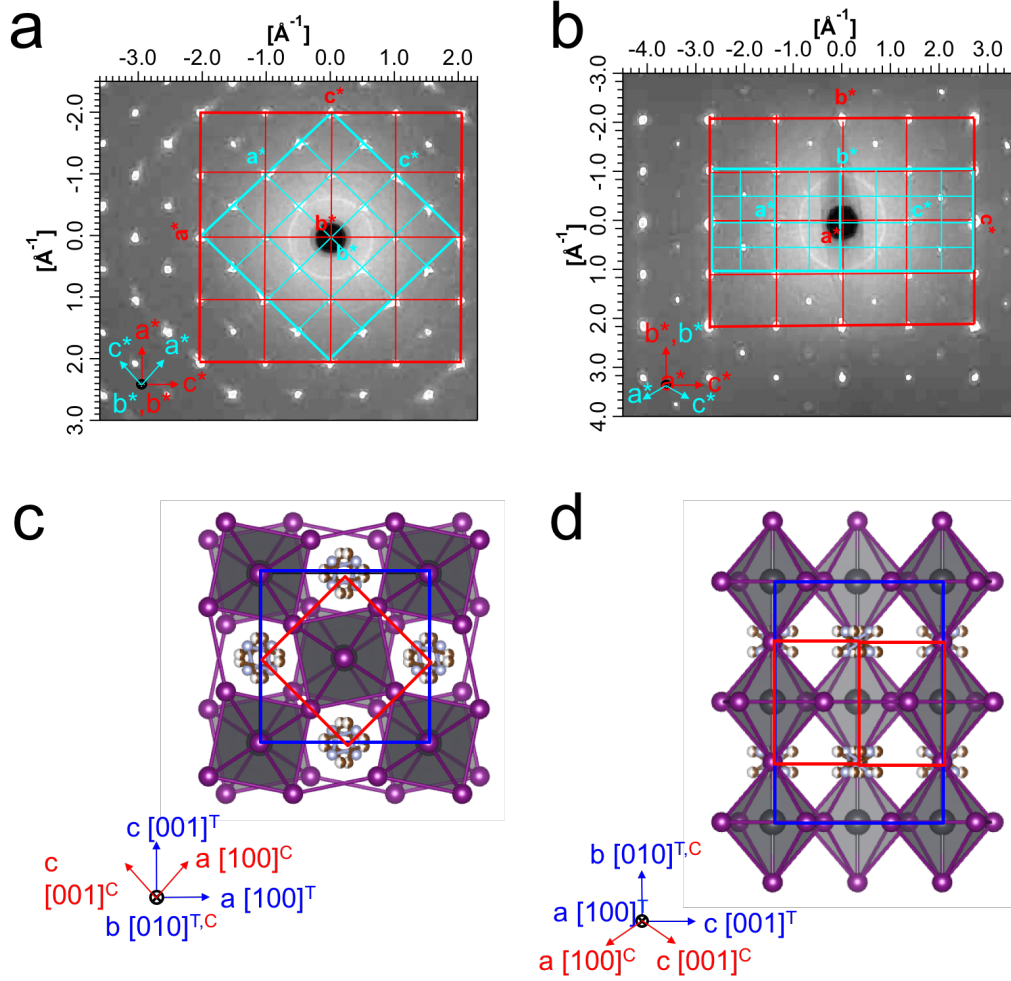 a
[Å-1]
-3.0 -2.0 -1.0 0.0 1.0 2.0
[Å-1]
-2.0
-1.0
0.0
1.0
2.0
3.0
c*
a*
c*
a*
b*
b*
a*
c*
a*
c*
b*,b*
b
[Å-1]
-4.0 -2.7 -1.0 0.0 1.0 2.0 3.0
[Å-1]
-3.0
-2.0
-1.0
0.0
1.0
2.0
3.0
4.0
b*
b*
a*
c*
c*
a*
b*,b*
a*
c*
a*
c*
c
c [001]T
c
[001]C
a [100]C
a [100]T
b [010]T,C
d
b [010]T,C
a [100]T
c [001]T
a [100]C
c [001]C